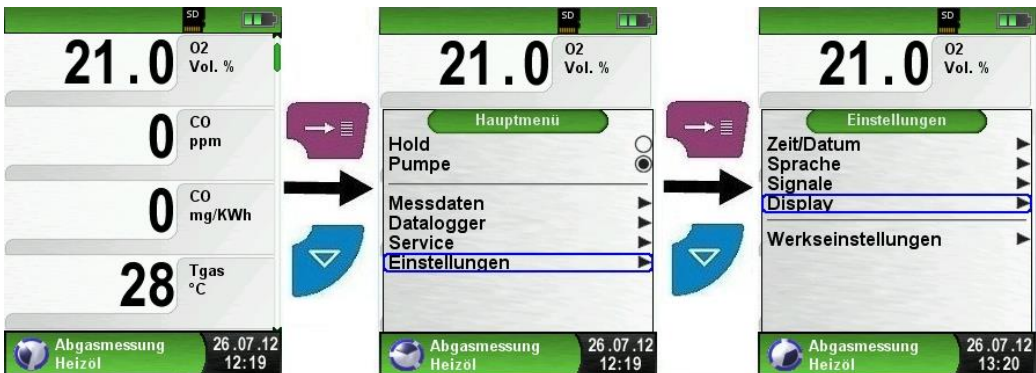 SD
21.0 O2 Vol. %
0 CO ppm
0 CO mg/KWh
28 Tgas °C
Abgasmessung 26.07.12
Heizöl 12:19
SD
21.0 O2 Vol. %
Hauptmenü
Hold
Pumpe
Messdaten
Datalogger
Service
Einstellungen
Abgasmessung 26.07.12
Heizöl 12:19
SD
21.0 O2 Vol. %
Einstellungen
Zeit/Datum
Sprache
Signale
Display
Werkseinstellungen
Abgasmessung 26.07.12
Heizöl 13:20